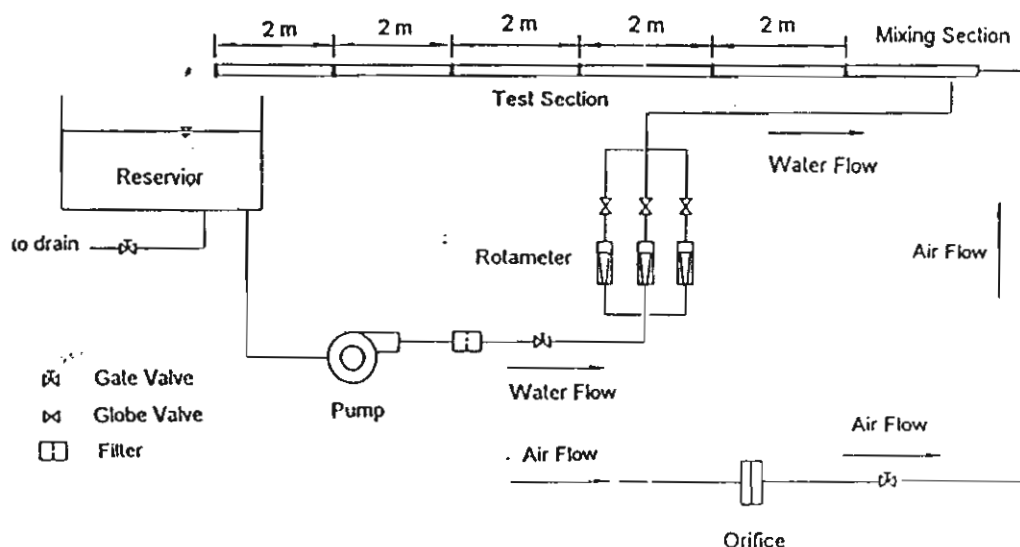 2 m 2 m 2 m 2 m 2 m
Mixing Section
Test Section
Water Flow
Reservior
to drain
Rotameter
Air Flow
Gate Valve
Globe Valve
Filter
Pump
Water Flow
Air Flow
Air Flow
Orifice